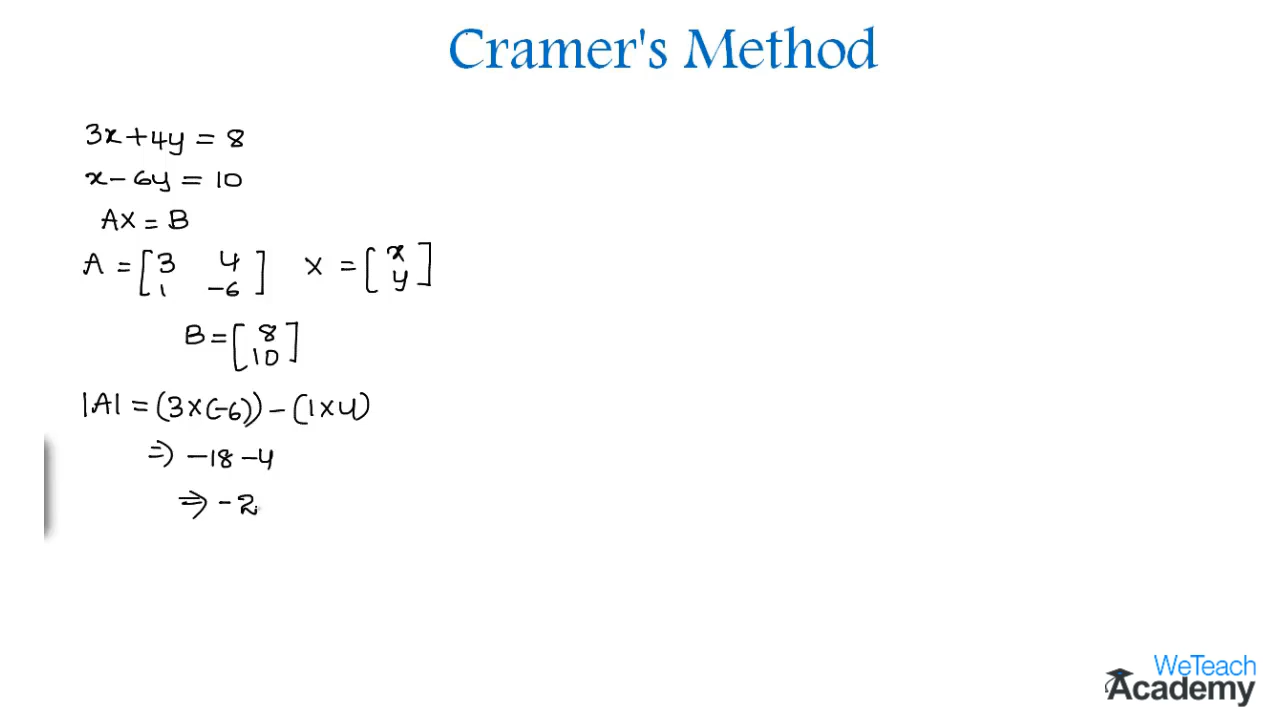 Cramer's Method
3x+4y = 8
x - 6y = 10
AX = B
A = [3 4 X = [x
1 -6] y]
B = [8
10]
|A| = (3×(-6)) - (1×4)
⇒ -18 -4
⇒ -2
WeTeach
Academy